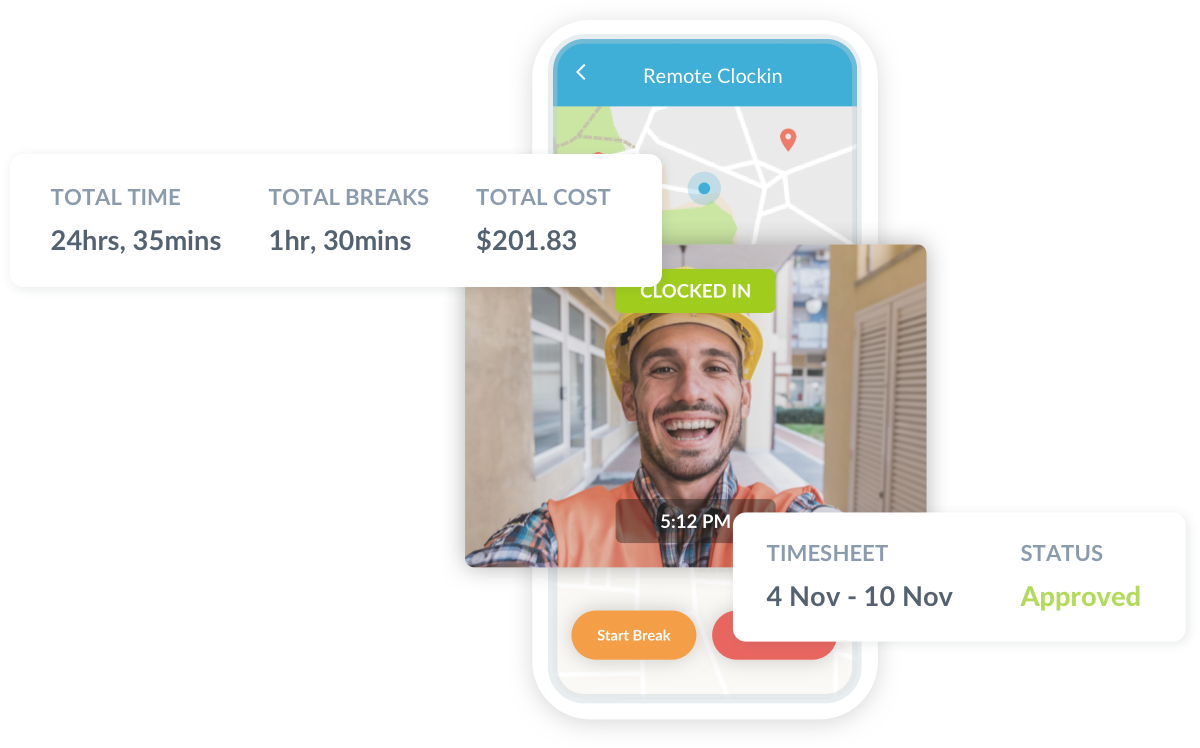 Remote Clockin
TOTAL TIME
24hrs, 35mins
TOTAL BREAKS
1hr, 30mins
TOTAL COST
$201.83
CLOCKED IN
5:12 PM
TIMESHEET
4 Nov - 10 Nov
STATUS
Approved
Start Break